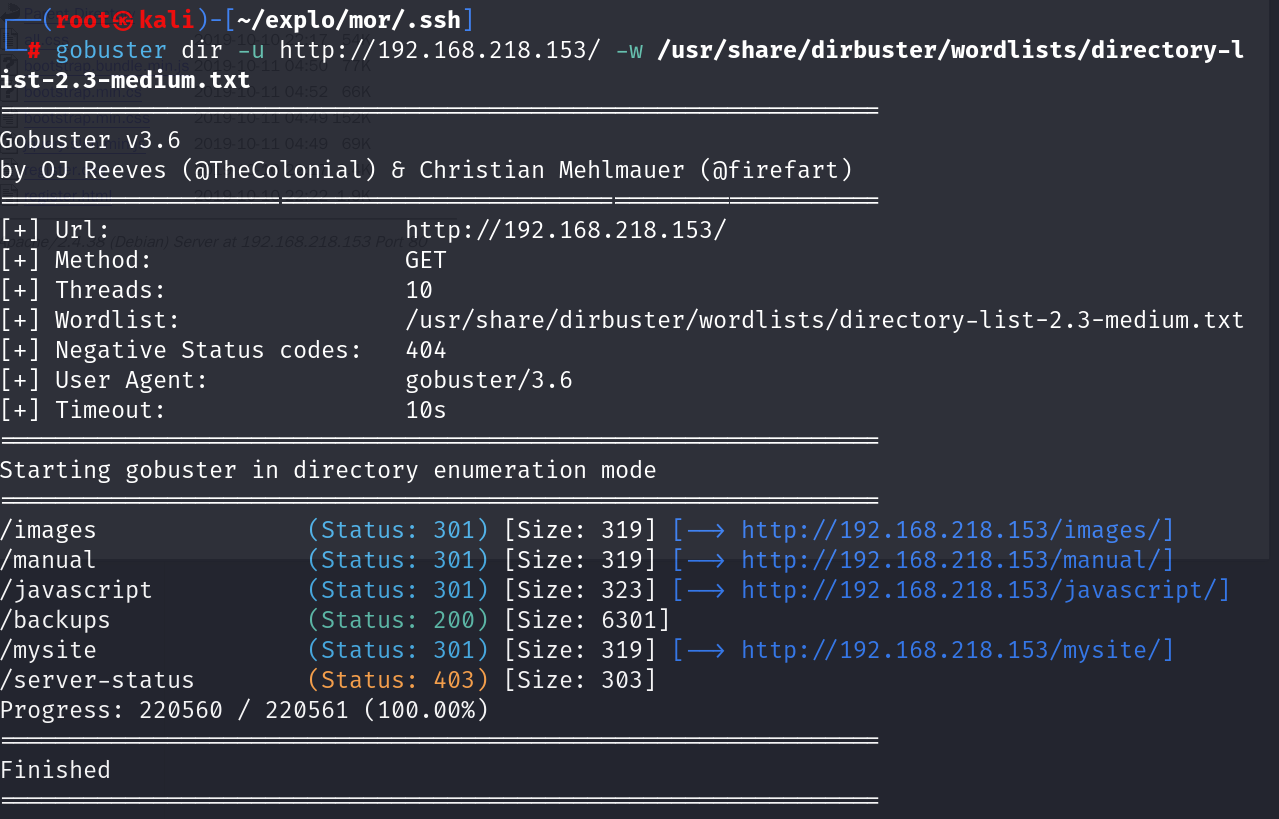 ┌──(root㉿kali)-[~/explo/mor/.ssh]
└─# gobuster dir -u http://192.168.218.153/ -w /usr/share/dirbuster/wordlists/directory-l
ist-2.3-medium.txt
===============================================================
Gobuster v3.6
by OJ Reeves (@TheColonial) & Christian Mehlmauer (@firefart)
===============================================================
[+] Url:                     http://192.168.218.153/
[+] Method:                  GET
[+] Threads:                 10
[+] Wordlist:                /usr/share/dirbuster/wordlists/directory-list-2.3-medium.txt
[+] Negative Status codes:   404
[+] User Agent:              gobuster/3.6
[+] Timeout:                 10s
===============================================================
Starting gobuster in directory enumeration mode
===============================================================
/images               (Status: 301) [Size: 319] [--> http://192.168.218.153/images/]
/manual               (Status: 301) [Size: 319] [--> http://192.168.218.153/manual/]
/javascript           (Status: 301) [Size: 323] [--> http://192.168.218.153/javascript/]
/backups              (Status: 200) [Size: 6301]
/mysite               (Status: 301) [Size: 319] [--> http://192.168.218.153/mysite/]
/server-status        (Status: 403) [Size: 303]
Progress: 220560 / 220561 (100.00%)
===============================================================
Finished
===============================================================